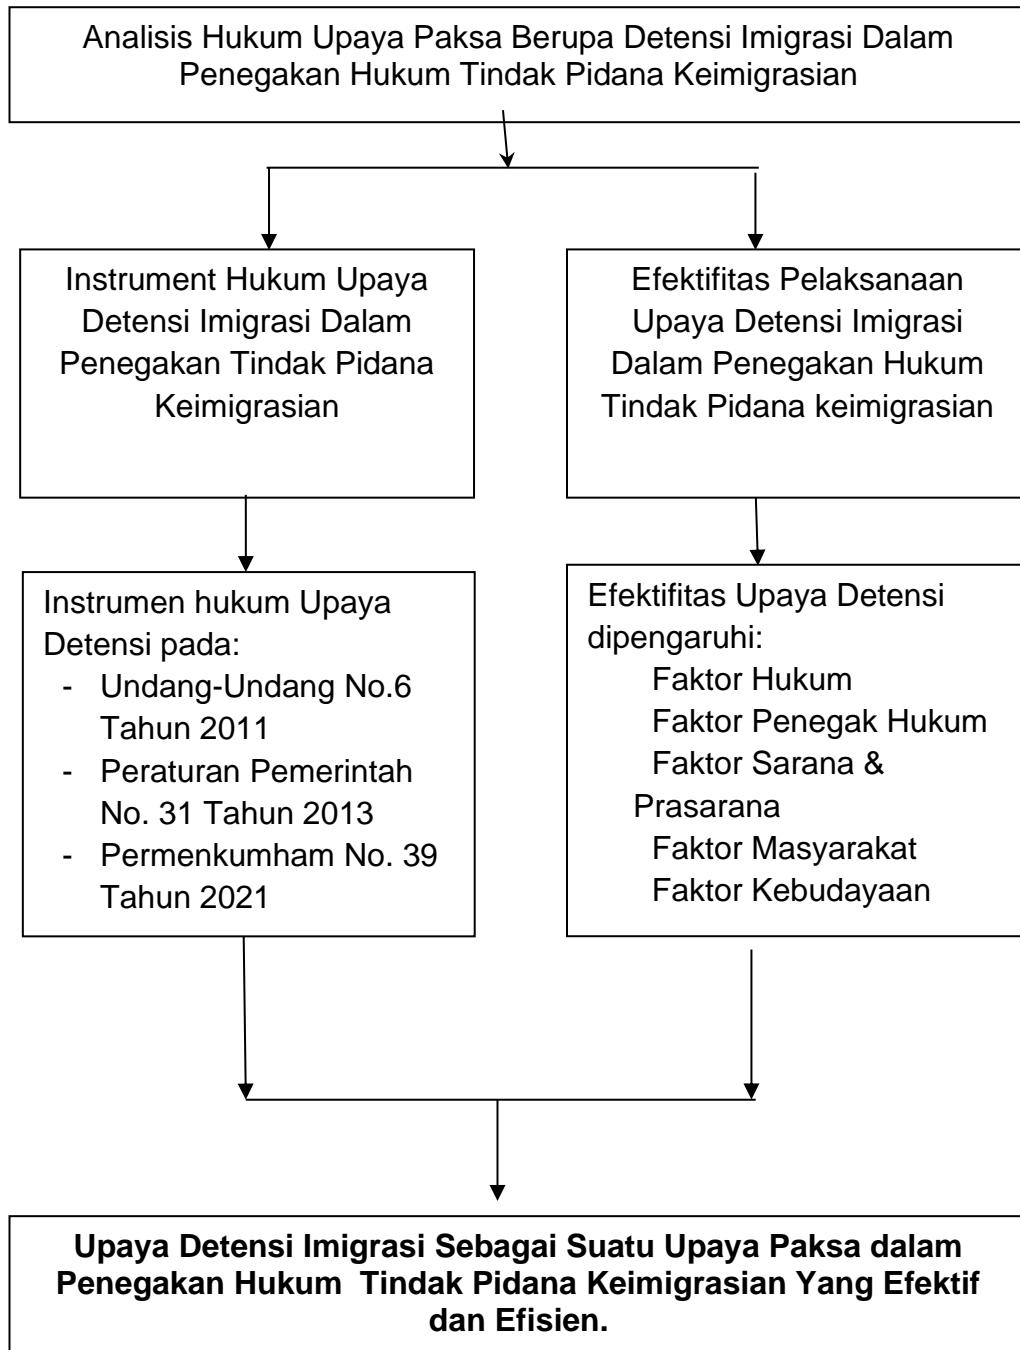 Analisis Hukum Upaya Paksa Berupa Detensi Imigrasi Dalam
Penegakan Hukum Tindak Pidana Keimigrasian
Instrument Hukum Upaya
Detensi Imigrasi Dalam
Penegakan Tindak Pidana
Keimigrasian
Efektifitas Pelaksanaan
Upaya Detensi Imigrasi
Dalam Penegakan Hukum
Tindak Pidana keimigrasian
Instrumen hukum Upaya
Detensi pada:
- Undang-Undang No.6
Tahun 2011
- Peraturan Pemerintah
No. 31 Tahun 2013
- Permenkumham No. 39
Tahun 2021
Efektifitas Upaya Detensi
dipengaruhi:
Faktor Hukum
Faktor Penegak Hukum
Faktor Sarana &
Prasarana
Faktor Masyarakat
Faktor Kebudayaan
Upaya Detensi Imigrasi Sebagai Suatu Upaya Paksa dalam
Penegakan Hukum Tindak Pidana Keimigrasian Yang Efektif
dan Efisien.